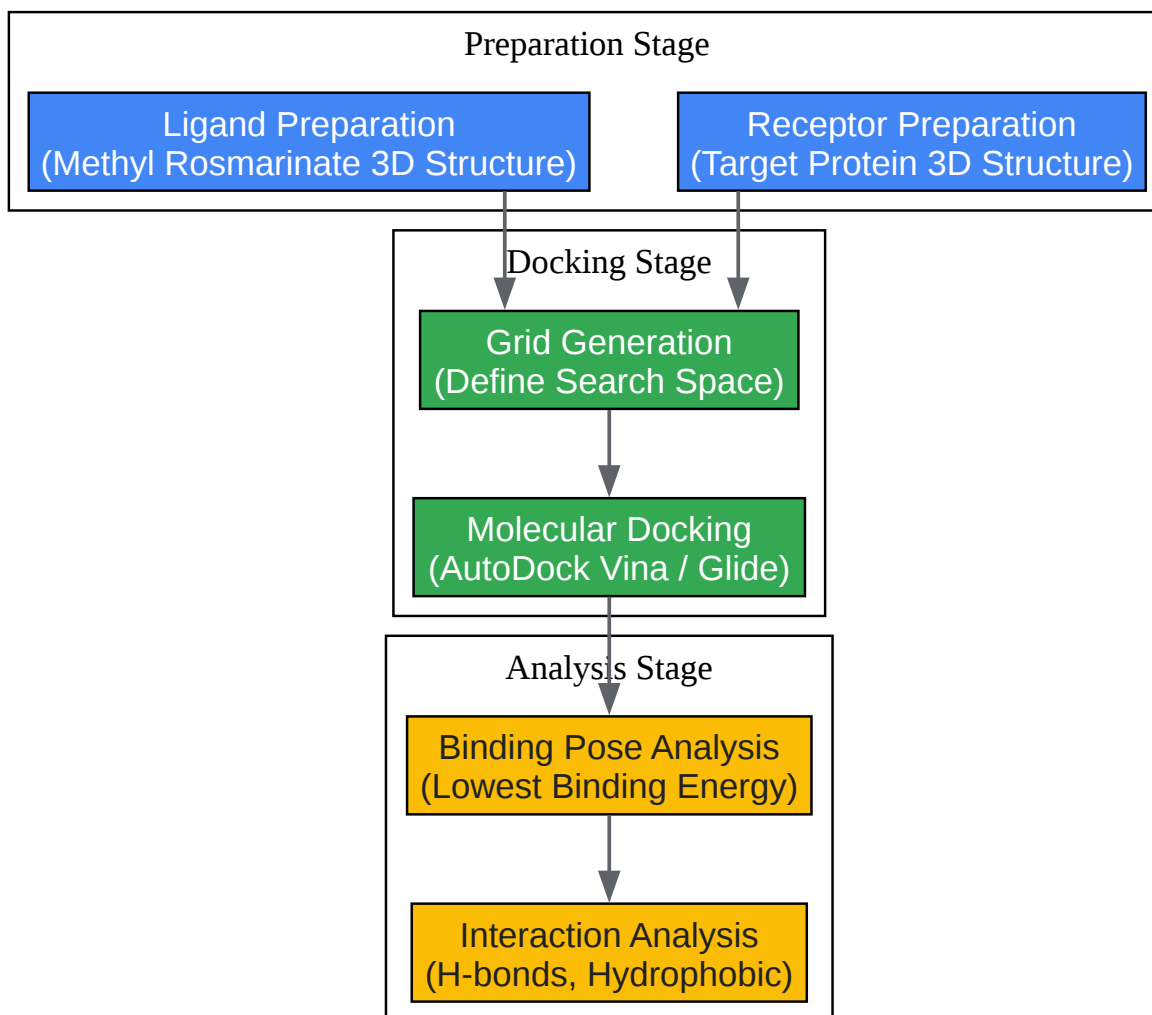 Preparation Stage
Ligand Preparation
(Methyl Rosmarinate 3D Structure)
Receptor Preparation
(Target Protein 3D Structure)
Docking Stage
Grid Generation
(Define Search Space)
Molecular Docking
(AutoDock Vina / Glide)
Analysis Stage
Binding Pose Analysis
(Lowest Binding Energy)
Interaction Analysis
(H-bonds, Hydrophobic)